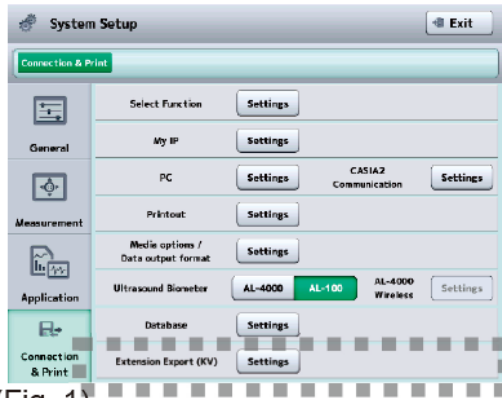 System Setup
Exit
Connection & Print
General
Measurement
Application
Connection
& Print
Select Function Settings
My IP Settings
PC Settings CASIA2
Communication Settings
Printout Settings
Media options /
Data output format Settings
Ultrasound Biometer AL-4000 AL-100 AL-4000
Wireless Settings
Database Settings
Extension Export (KV) Settings
(Fig. 1)